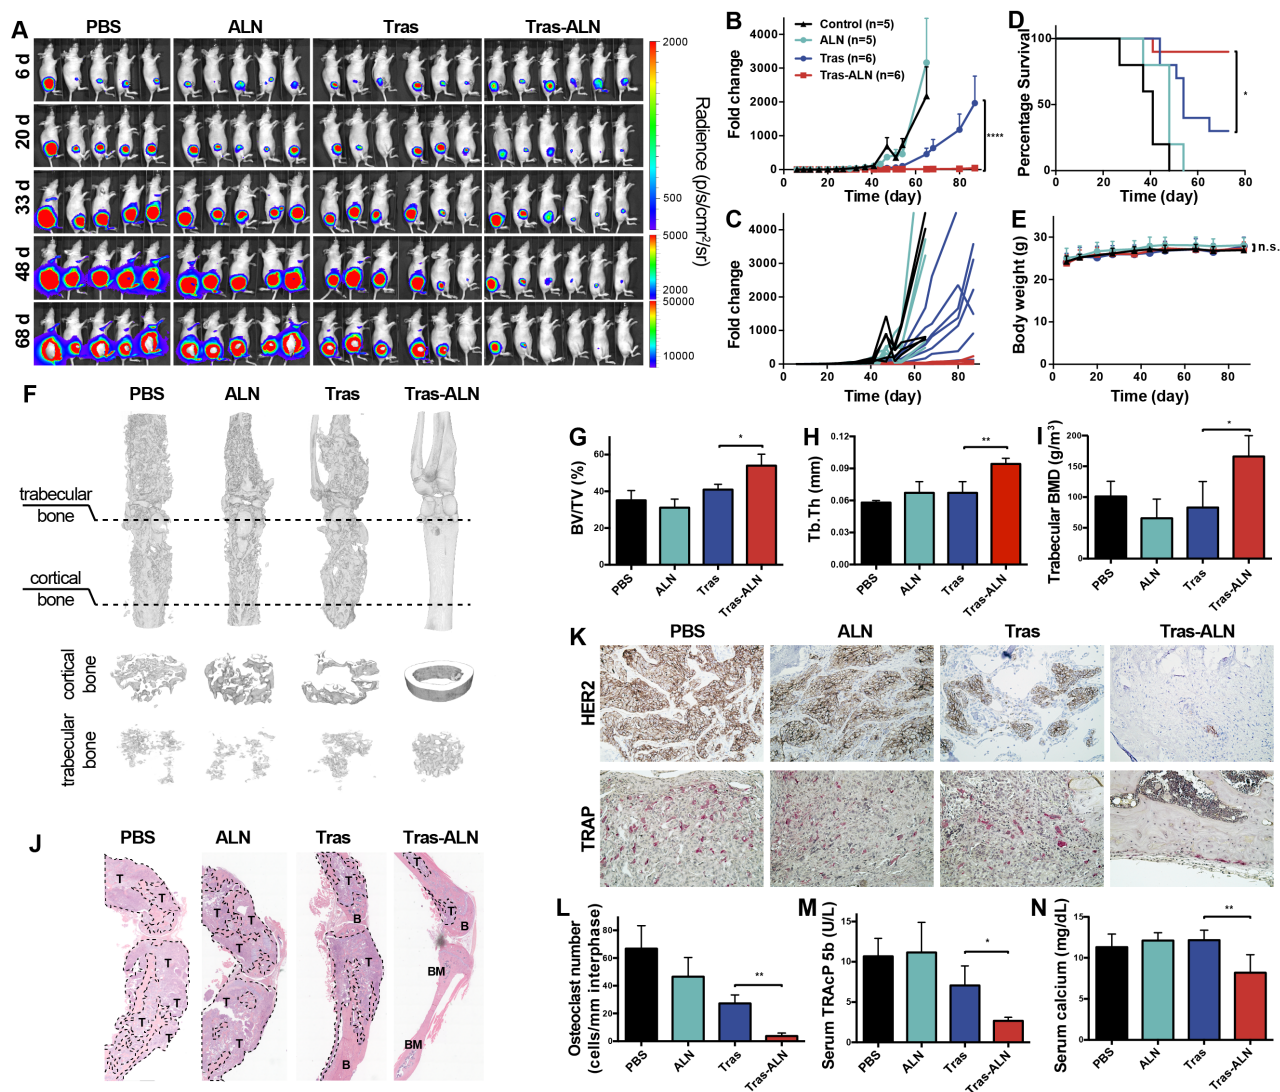 A
PBS
ALN
Tras
Tras-ALN
6 d
20 d
33 d
48 d
68 d
2000
500
5000
2000
50000
10000
Radience (p/s/cm²/sr)
B
Control (n=5)
ALN (n=5)
Tras (n=6)
Tras-ALN (n=6)
Fold change
4000
3000
2000
1000
0
****
0 20 40 60 80
Time (day)
C
Fold change
4000
3000
2000
1000
0
0 20 40 60 80
Time (day)
D
Percentage Survival
100
50
0
*
0 20 40 60 80
Time (day)
E
Body weight (g)
30
20
10
0
n.s.
0 20 40 60 80
Time (day)
F
PBS
ALN
Tras
Tras-ALN
trabecular
bone
cortical
bone
cortical
bone
trabecular
bone
G
BV/TV (%)
60
40
20
0
*
PBS
ALN
Tras
Tras-ALN
H
Tb.Th (mm)
0.12
0.09
0.06
0.03
0.00
**
PBS
ALN
Tras
Tras-ALN
I
Trabecular BMD (g/m³)
200
150
100
50
0
*
PBS
ALN
Tras
Tras-ALN
J
PBS
ALN
Tras
Tras-ALN
T
T
T
T
T
T
T
T
T
T
T
B
T
B
T
T
B
BM
BM
K
PBS
ALN
Tras
Tras-ALN
HER2
TRAP
L
Osteoclast number
(cells/mm interphase)
80
60
40
20
0
**
PBS
ALN
Tras
Tras-ALN
M
Serum TRAcP 5b (U/L)
15
10
5
0
*
PBS
ALN
Tras
Tras-ALN
N
Serum calcium (mg/dL)
15
10
5
0
**
PBS
ALN
Tras
Tras-ALN